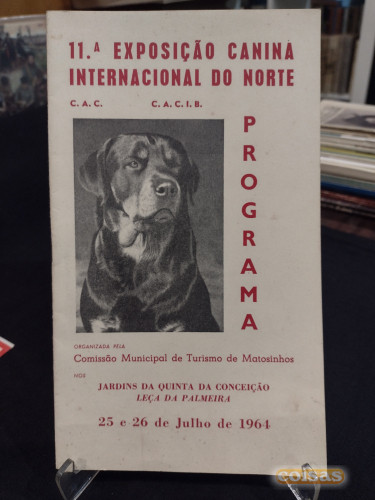 11.ª EXPOSIÇÃO CANINA
INTERNACIONAL DO NORTE
C. A. C. C. A. C. I. B.
PROGRAMA
ORGANIZADA PELA
Comissão Municipal de Turismo de Matosinhos
NOS
JARDINS DA QUINTA DA CONCEIÇÃO
LEÇA DA PALMEIRA
25 e 26 de Julho de 1964
coisas